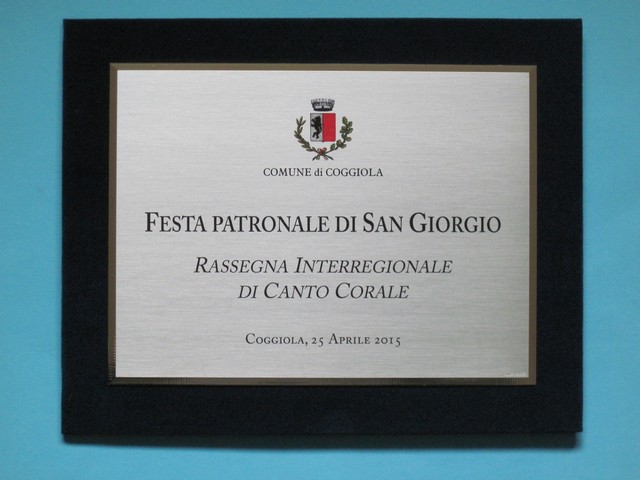 COMUNE di COGGIOLA
FESTA PATRONALE DI SAN GIORGIO
RASSEGNA INTERREGIONALE
DI CANTO CORALE
COGGIOLA, 25 APRILE 2015